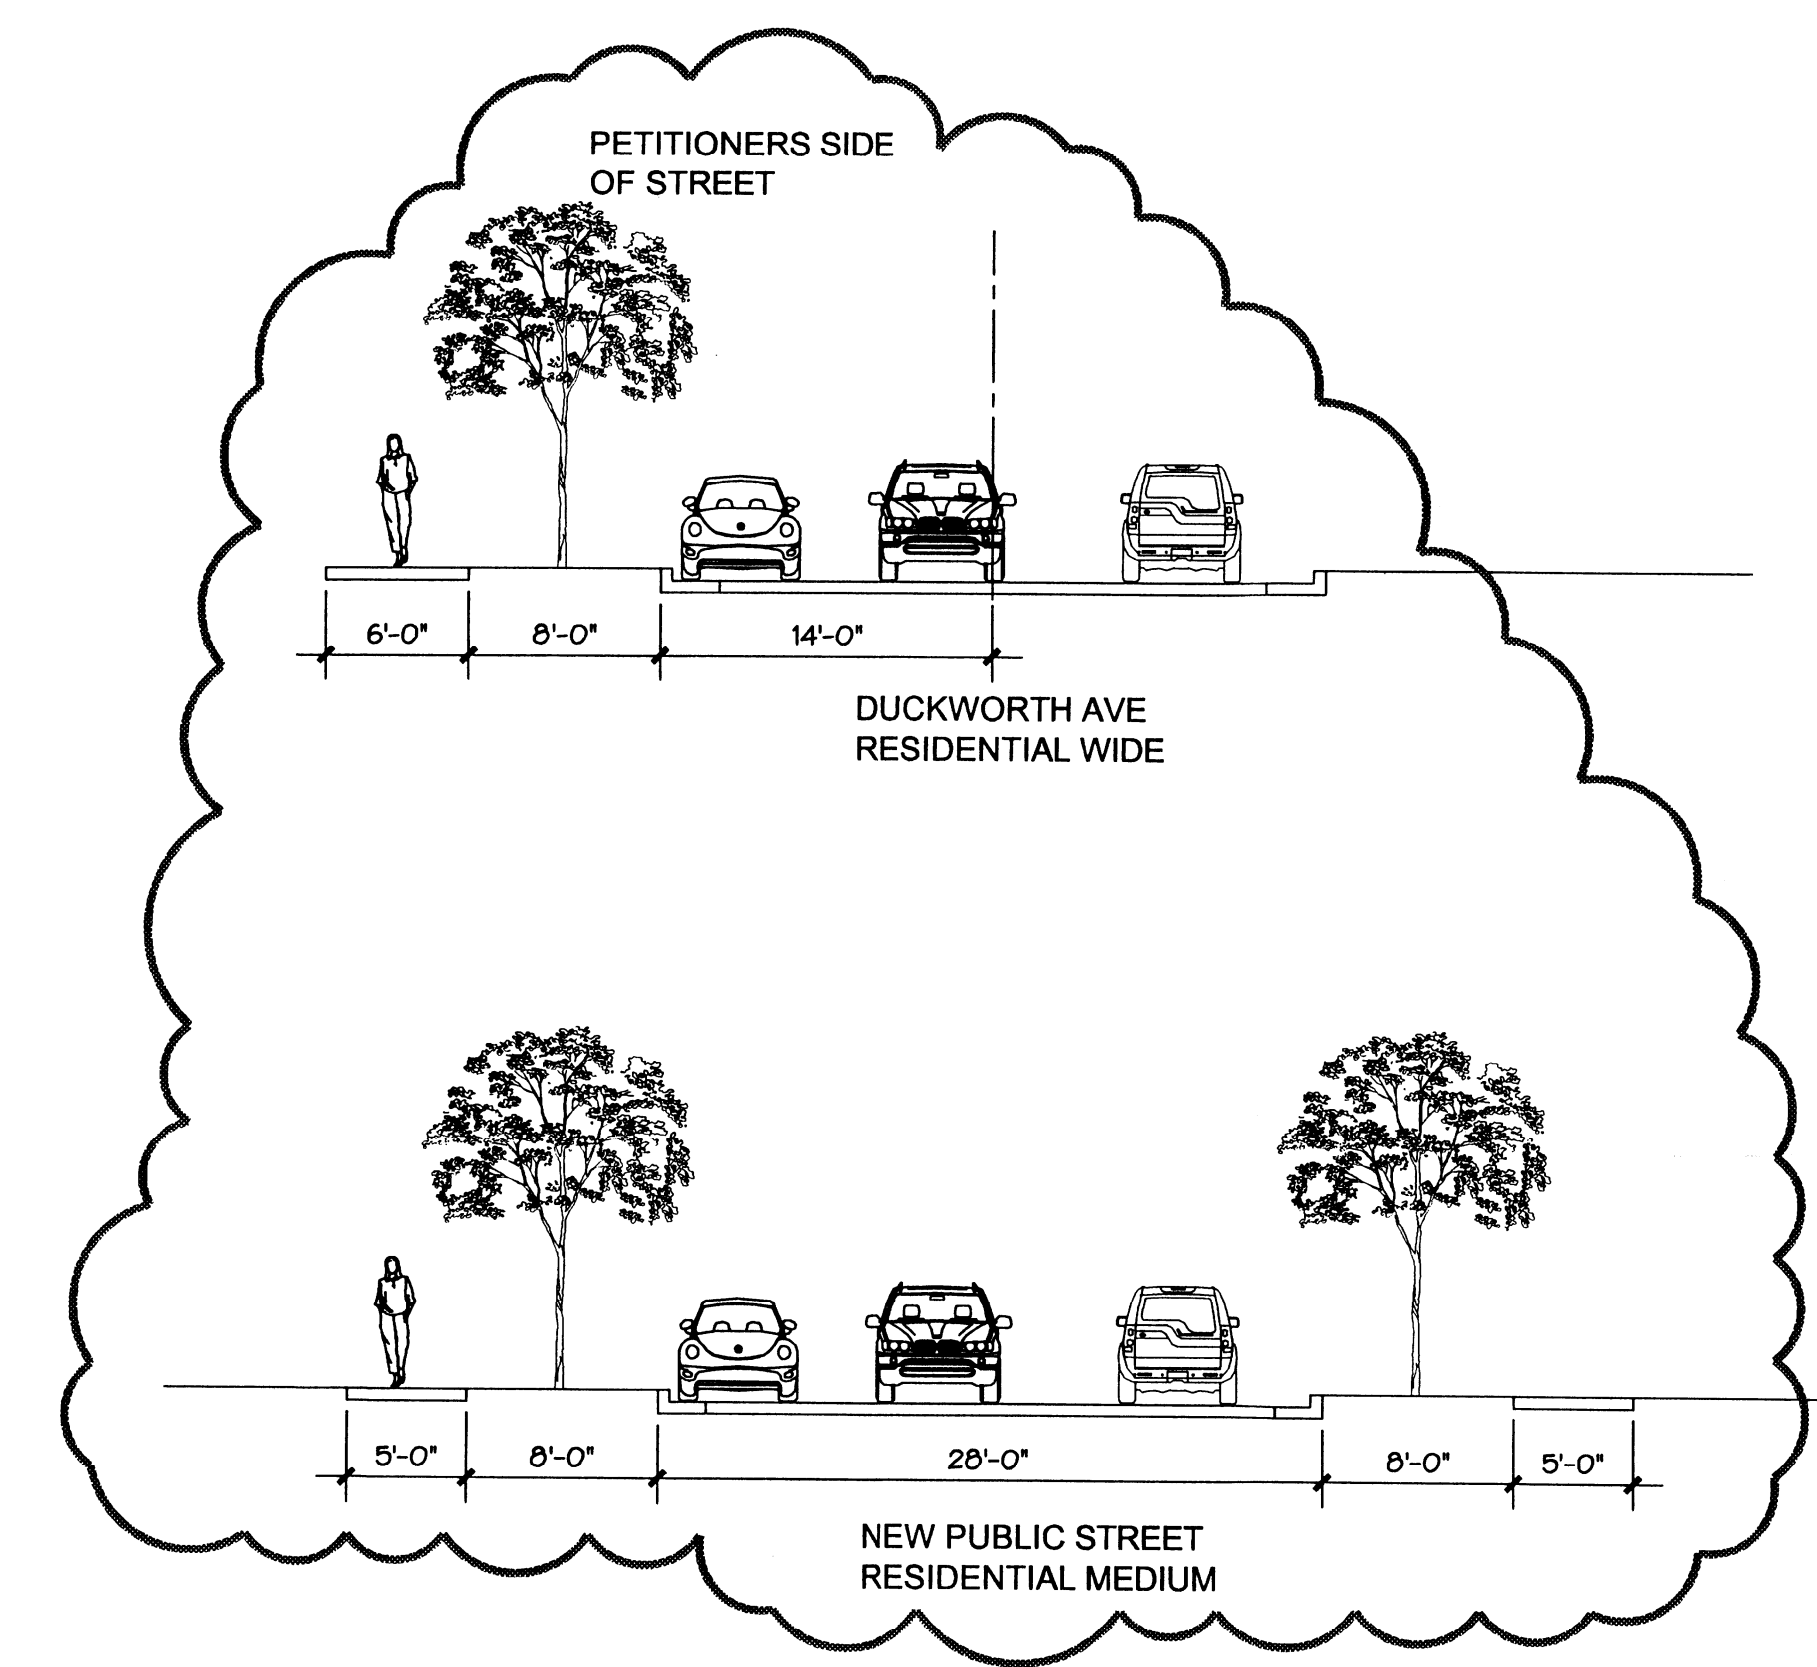 PETITIONERS SIDE
OF STREET
6'-0" 8'-0" 14'-0"
DUCKWORTH AVE
RESIDENTIAL WIDE
5'-0" 8'-0" 28'-0" 8'-0" 5'-0"
NEW PUBLIC STREET
RESIDENTIAL MEDIUM